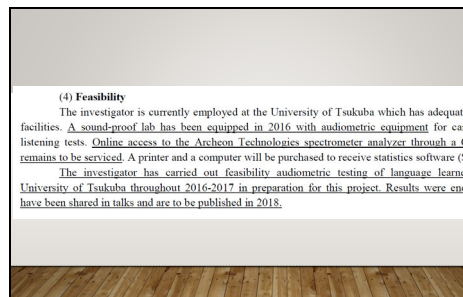 (4) Feasibility
The investigator is currently employed at the University of Tsukuba which has adequat
facilities. A sound-proof lab has been equipped in 2016 with audiometric equipment for ca
listening tests. Online access to the Archeon Technologies spectrometer analyzer through a
remains to be serviced. A printer and a computer will be purchased to receive statistics software (
The investigator has carried out feasibility audiometric testing of language learne
University of Tsukuba throughout 2016-2017 in preparation for this project. Results were en
have been shared in talks and are to be published in 2018.